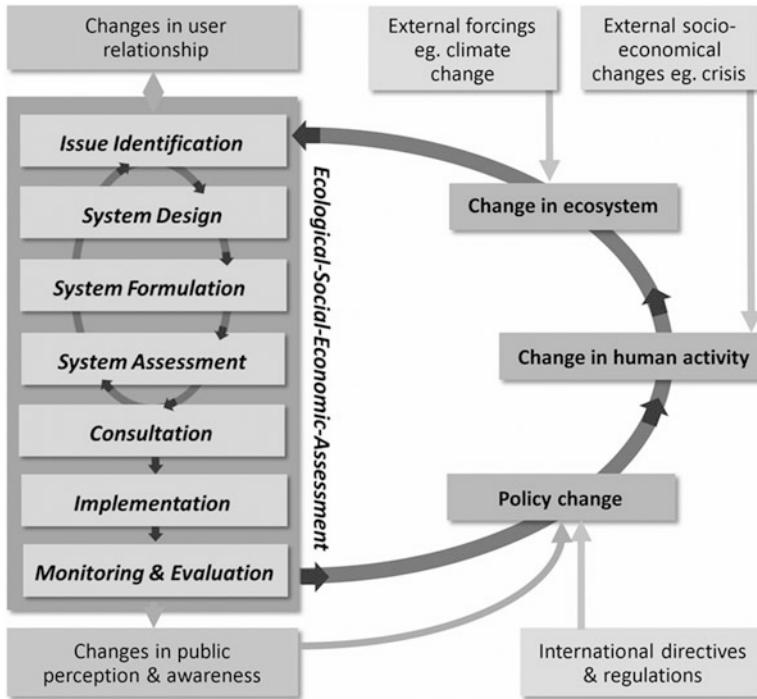 Changes in user
relationship
External forcings
eg. climate
change
External socio-
economical
changes eg. crisis
Issue Identification
System Design
System Formulation
System Assessment
Consultation
Implementation
Monitoring & Evaluation
Ecological-Social-Economic-Assessment
Change in ecosystem
Change in human activity
Policy change
Changes in public
perception & awareness
International directives
& regulations